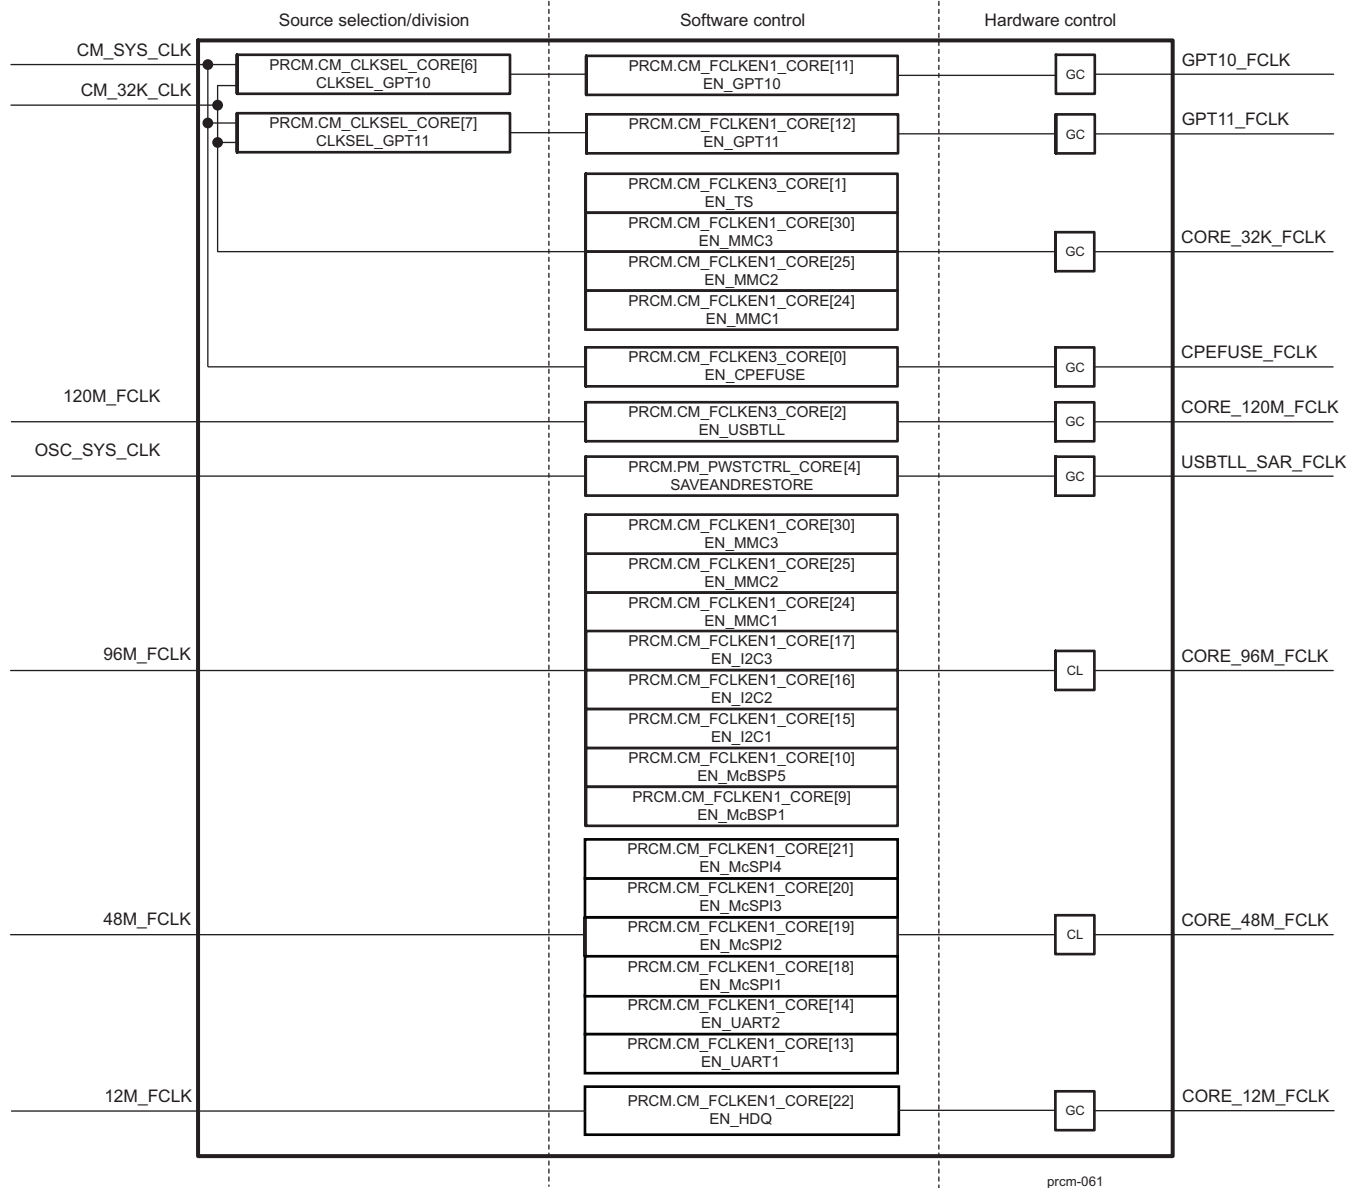 Source selection/division
Software control
Hardware control
CM_SYS_CLK
CM_32K_CLK
PRCM.CM_CLKSEL_CORE[6]
CLKSEL_GPT10
PRCM.CM_FCLKEN1_CORE[11]
EN_GPT10
GC
GPT10_FCLK
PRCM.CM_CLKSEL_CORE[7]
CLKSEL_GPT11
PRCM.CM_FCLKEN1_CORE[12]
EN_GPT11
GC
GPT11_FCLK
PRCM.CM_FCLKEN3_CORE[1]
EN_TS
PRCM.CM_FCLKEN1_CORE[30]
EN_MMC3
PRCM.CM_FCLKEN1_CORE[25]
EN_MMC2
PRCM.CM_FCLKEN1_CORE[24]
EN_MMC1
GC
CORE_32K_FCLK
PRCM.CM_FCLKEN3_CORE[0]
EN_CPEFUSE
GC
CPEFUSE_FCLK
120M_FCLK
PRCM.CM_FCLKEN3_CORE[2]
EN_USBTLL
GC
CORE_120M_FCLK
OSC_SYS_CLK
PRCM.PM_PWSTCTRL_CORE[4]
SAVEANDRESTORE
GC
USBTLL_SAR_FCLK
PRCM.CM_FCLKEN1_CORE[30]
EN_MMC3
PRCM.CM_FCLKEN1_CORE[25]
EN_MMC2
PRCM.CM_FCLKEN1_CORE[24]
EN_MMC1
PRCM.CM_FCLKEN1_CORE[17]
EN_I2C3
PRCM.CM_FCLKEN1_CORE[16]
EN_I2C2
PRCM.CM_FCLKEN1_CORE[15]
EN_I2C1
PRCM.CM_FCLKEN1_CORE[10]
EN_McBSP5
PRCM.CM_FCLKEN1_CORE[9]
EN_McBSP1
96M_FCLK
CL
CORE_96M_FCLK
PRCM.CM_FCLKEN1_CORE[21]
EN_McSPI4
PRCM.CM_FCLKEN1_CORE[20]
EN_McSPI3
PRCM.CM_FCLKEN1_CORE[19]
EN_McSPI2
PRCM.CM_FCLKEN1_CORE[18]
EN_McSPI1
PRCM.CM_FCLKEN1_CORE[14]
EN_UART2
PRCM.CM_FCLKEN1_CORE[13]
EN_UART1
48M_FCLK
CL
CORE_48M_FCLK
12M_FCLK
PRCM.CM_FCLKEN1_CORE[22]
EN_HDQ
GC
CORE_12M_FCLK
prcm-061